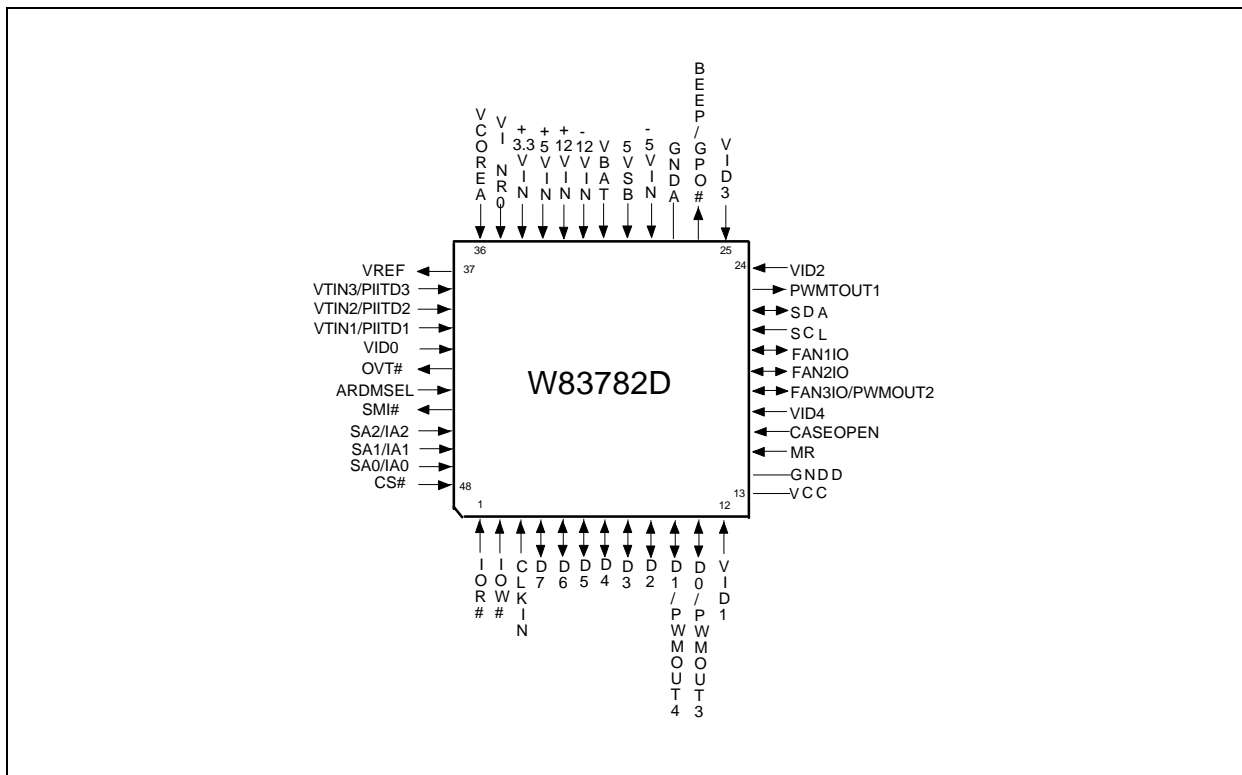 VCOREA
VI NR0
+3.3VIN
+5VIN
+12VIN
-12VIN
VBAT
5VSB
-5VIN
GNDA
BEEP/GPO#
VID3
36
25
37
24
VREF
VTIN3/PIITD3
VTIN2/PIITD2
VTIN1/PIITD1
VID0
OVT#
ARDMSEL
SMI#
SA2/IA2
SA1/IA1
SA0/IA0
CS#
W83782D
VID2
PWMTOUT1
SDA
SCL
FAN1IO
FAN2IO
FAN3IO/PWMOUT2
VID4
CASEOPEN
MR
GNDD
VCC
48
13
1
12
IOR#
IOW#
CLKIN
D7
D6
D5
D4
D3
D2
D1/PWMOUT4
D0/PWMOUT3
VID1